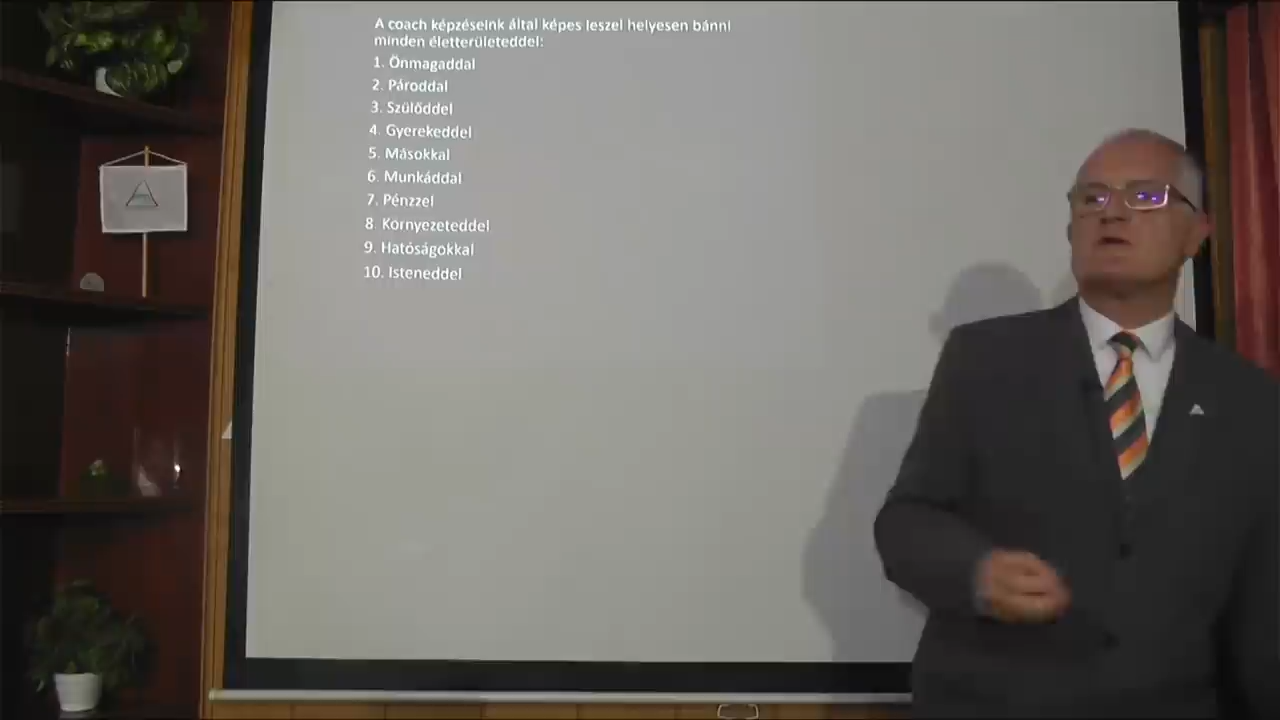 A coach képzéseink által képes leszel helyesen bánni
minden életterületeddel:
1. Önmagaddal
2. Pároddal
3. Szülőddel
4. Gyerekeddel
5. Másokkal
6. Munkáddal
7. Pénzzel
8. Környezeteddel
9. Hatóságokkal
10. Isteneddel